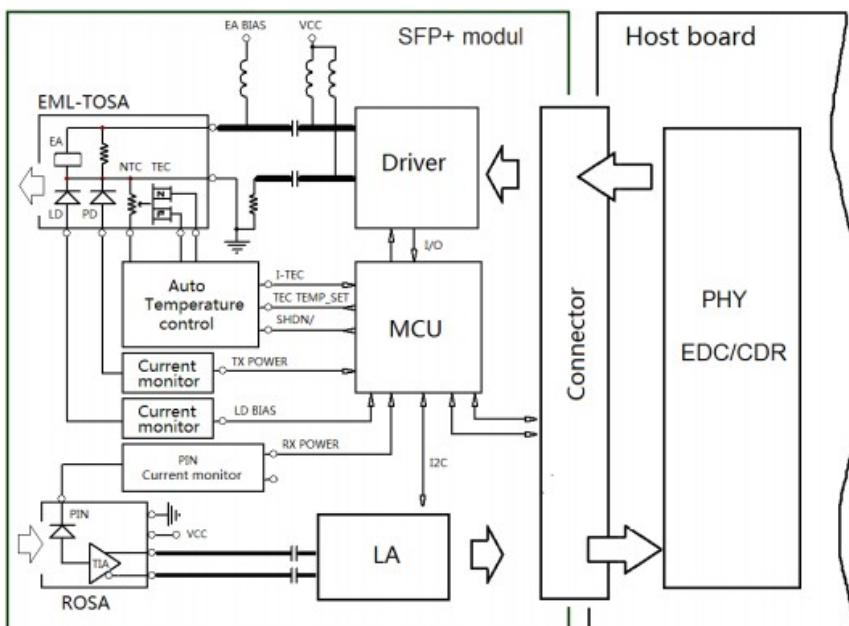 EA BIAS
VCC
SFP+ modul
Host board
EML-TOSA
EA
NTC TEC
LD
PD
Driver
I/O
Auto
Temperature
control
I-TEC
TEC TEMP_SET
SHDN/
MCU
Connector
PHY
EDC/CDR
Current
monitor
TX POWER
Current
monitor
LD BIAS
PIN
Current monitor
RX POWER
I2C
PIN
VCC
TIA
LA
ROSA